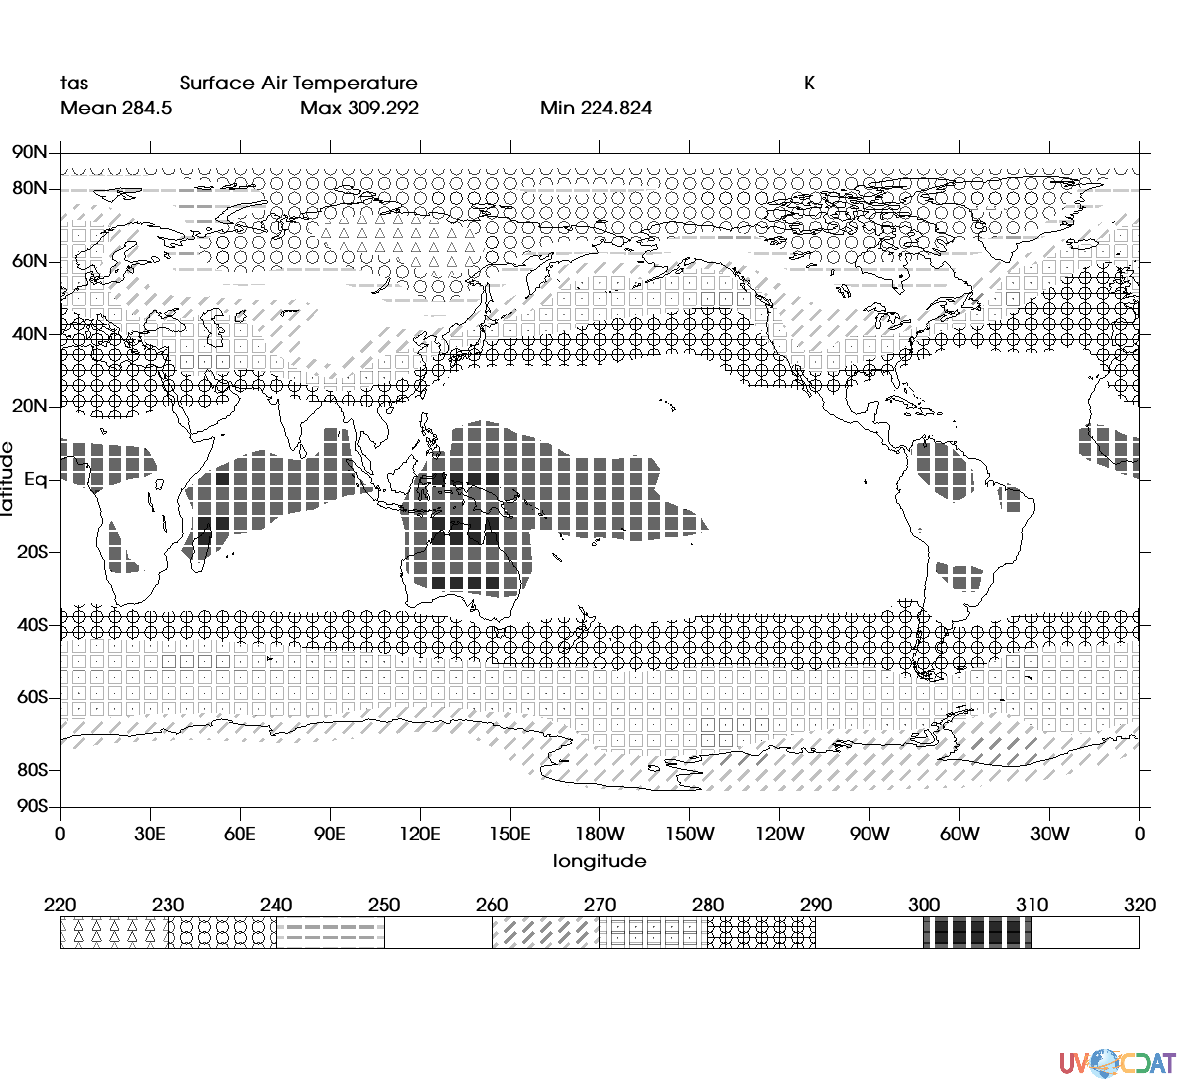 tas Surface Air Temperature K
Mean 284.5 Max 309.292 Min 224.824
90N
80N
60N
40N
20N
Eq
20S
40S
60S
80S
90S
latitude
0 30E 60E 90E 120E 150E 180W 150W 120W 90W 60W 30W 0
longitude
220 230 240 250 260 270 280 290 300 310 320
UV CDAT